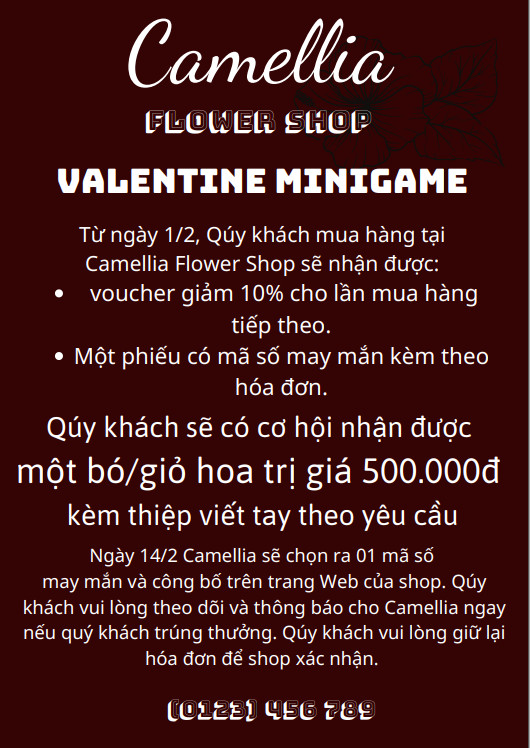 Camellia
FLOWER SHOP
VALENTINE MINIGAME
Từ ngày 1/2, Qúy khách mua hàng tại
Camellia Flower Shop sẽ nhận được:
• voucher giảm 10% cho lần mua hàng
tiếp theo.
• Một phiếu có mã số may mắn kèm theo
hóa đơn.
Qúy khách sẽ có cơ hội nhận được
một bó/giỏ hoa trị giá 500.000đ
kèm thiệp viết tay theo yêu cầu
Ngày 14/2 Camellia sẽ chọn ra 01 mã số
may mắn và công bố trên trang Web của shop. Qúy
khách vui lòng theo dõi và thông báo cho Camellia ngay
nếu quý khách trúng thưởng. Qúy khách vui lòng giữ lại
hóa đơn để shop xác nhận.
(0123) 456 789